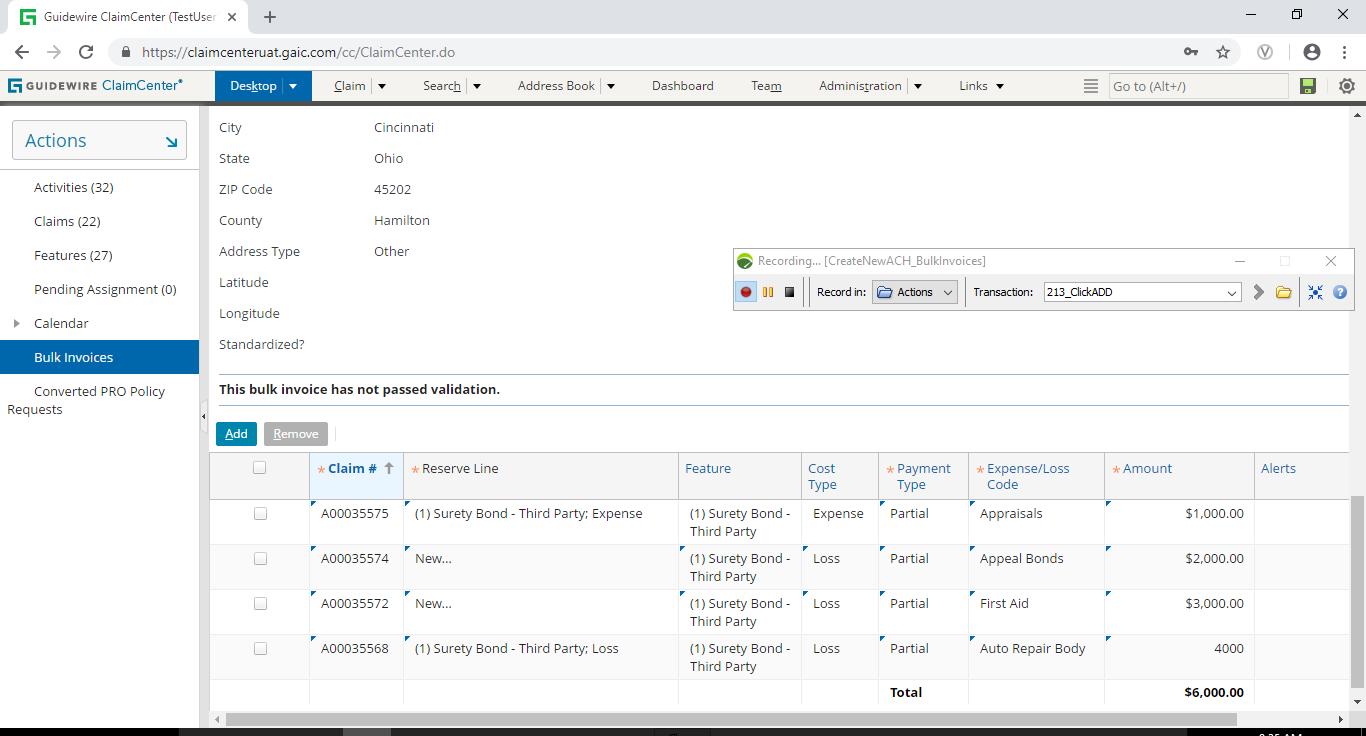 Guidewire ClaimCenter (TestUser
https://claimcenteruat.gaic.com/cc/ClaimCenter.do
GUIDEWIRE ClaimCenter
Desktop Claim Search Address Book Dashboard Team Administration Links Go to (Alt+/)
Actions
Activities (32)
Claims (22)
Features (27)
Pending Assignment (0)
Calendar
Bulk Invoices
Converted PRO Policy
Requests
City Cincinnati
State Ohio
ZIP Code 45202
County Hamilton
Address Type Other
Latitude
Longitude
Standardized?
Recording... [CreateNewACH_BulkInvoices]
Record in: Actions Transaction: 213_ClickADD
This bulk invoice has not passed validation.
Add Remove
* Claim # * Reserve Line Feature Cost Type * Payment Type * Expense/Loss Code * Amount Alerts
A00035575 (1) Surety Bond - Third Party; Expense (1) Surety Bond - Third Party Expense Partial Appraisals $1,000.00
A00035574 New... (1) Surety Bond - Third Party Loss Partial Appeal Bonds $2,000.00
A00035572 New... (1) Surety Bond - Third Party Loss Partial First Aid $3,000.00
A00035568 (1) Surety Bond - Third Party; Loss (1) Surety Bond - Third Party Loss Partial Auto Repair Body 4000
Total $6,000.00